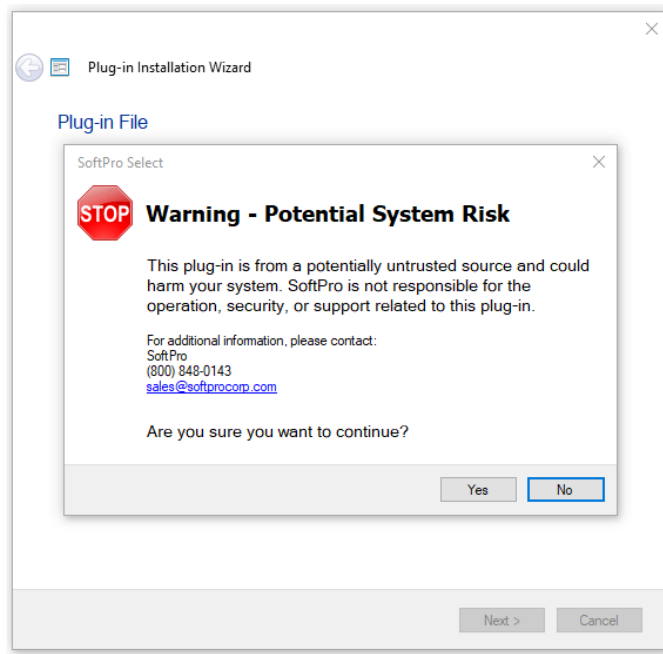 Plug-in Installation Wizard
Plug-in File
SoftPro Select
STOP
Warning - Potential System Risk
This plug-in is from a potentially untrusted source and could
harm your system. SoftPro is not responsible for the
operation, security, or support related to this plug-in.
For additional information, please contact:
SoftPro
(800) 848-0143
sales@softprocorp.com
Are you sure you want to continue?
Yes No
Next > Cancel